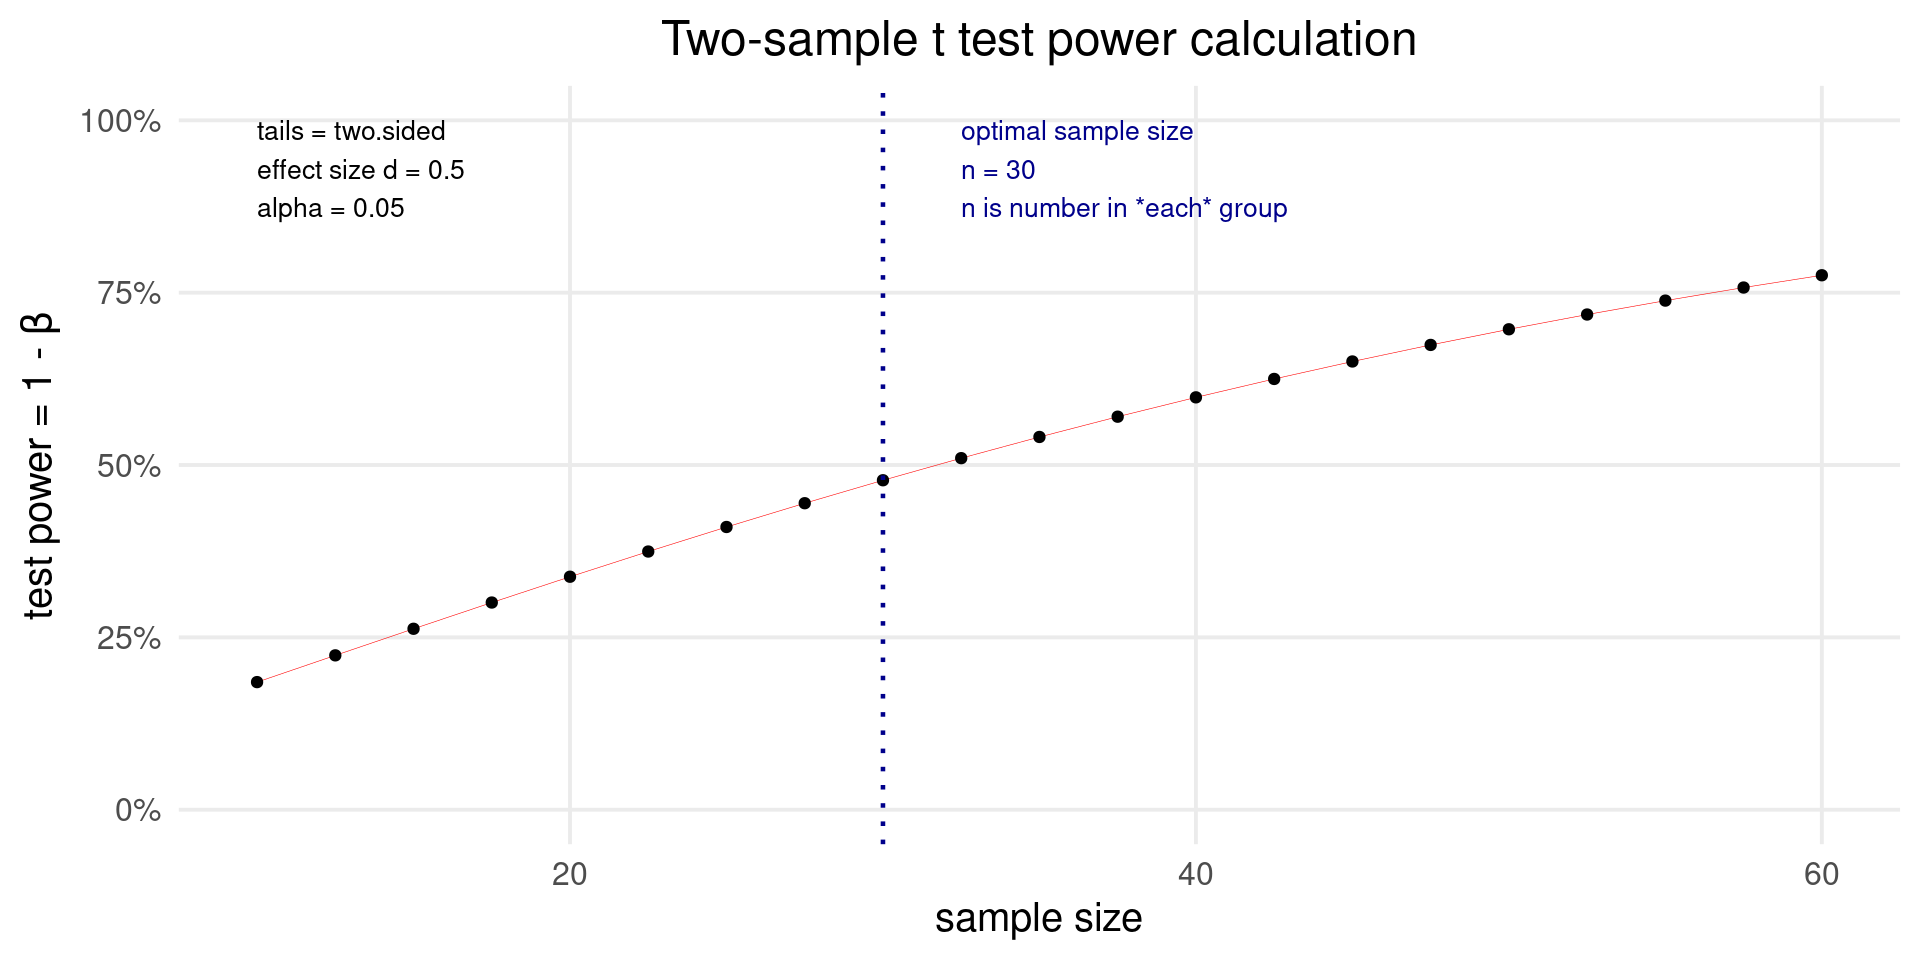 Two-sample t test power calculation
100%
75%
50%
25%
0%
test power = 1 - β
tails = two.sided
effect size d = 0.5
alpha = 0.05
optimal sample size
n = 30
n is number in *each* group
20
40
60
sample size